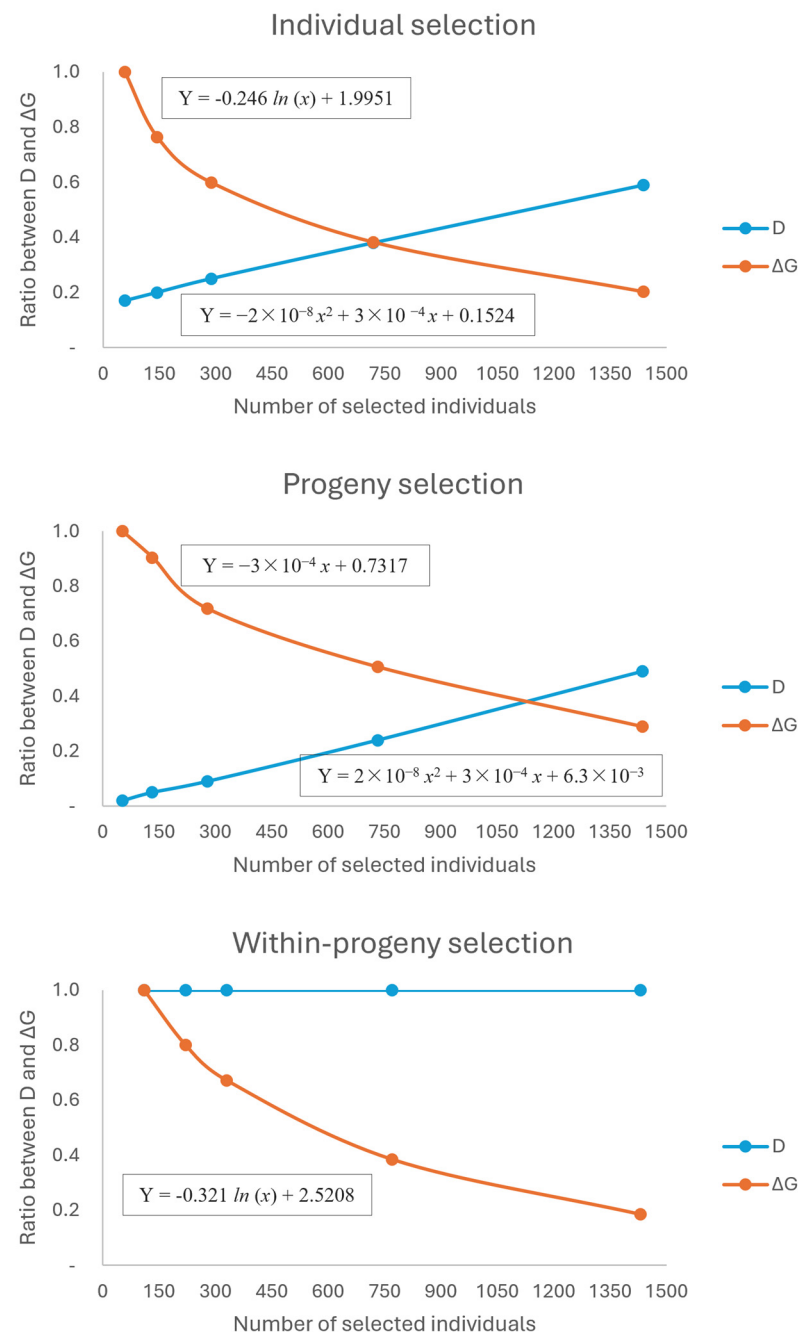 Individual selection
Ratio between D and ΔG
1.0
0.8
0.6
0.4
0.2
-
Y = -0.246 ln (x) + 1.9951
Y = −2×10⁻⁸ x² + 3×10 ⁻⁴ x + 0.1524
D
ΔG
0 150 300 450 600 750 900 1050 1200 1350 1500
Number of selected individuals
Progeny selection
Ratio between D and ΔG
1.0
0.8
0.6
0.4
0.2
-
Y = −3×10⁻⁴ x + 0.7317
Y = 2×10⁻⁸ x² + 3×10⁻⁴ x + 6.3×10⁻³
D
ΔG
0 150 300 450 600 750 900 1050 1200 1350 1500
Number of selected individuals
Within-progeny selection
Ratio between D and ΔG
1.0
0.8
0.6
0.4
0.2
-
Y = -0.321 ln (x) + 2.5208
D
ΔG
0 150 300 450 600 750 900 1050 1200 1350 1500
Number of selected individuals